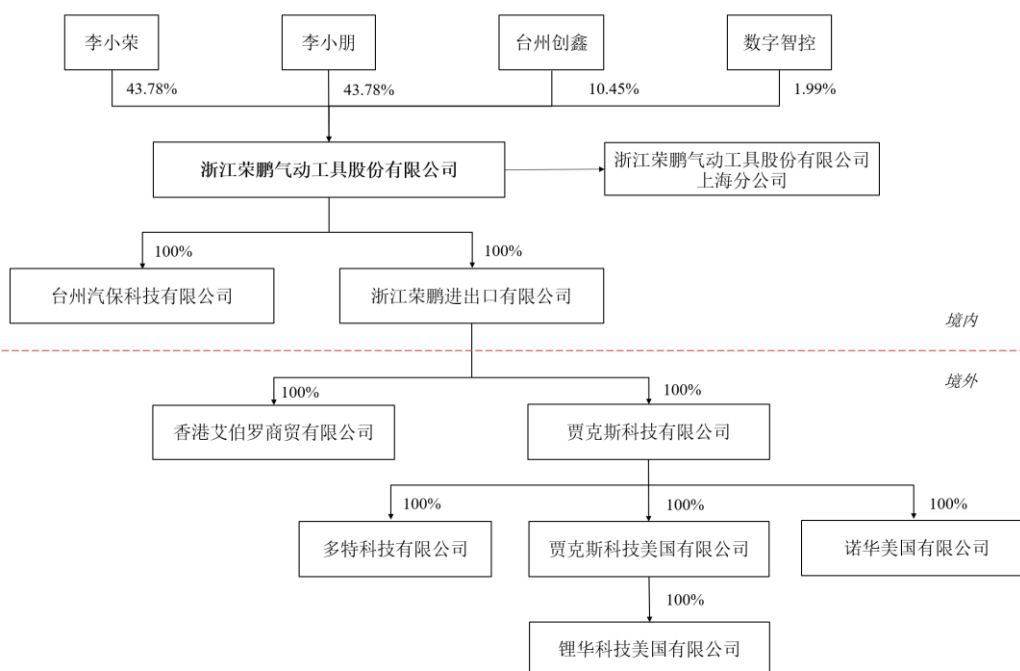 李小荣
李小朋
台州创鑫
数字智控
43.78%
43.78%
10.45%
1.99%
浙江荣鹏气动工具股份有限公司
浙江荣鹏气动工具股份有限公司
上海分公司
100%
100%
台州汽保科技有限公司
浙江荣鹏进出口有限公司
境内
境外
100%
100%
香港艾伯罗商贸有限公司
贾克斯科技有限公司
100%
100%
100%
多特科技有限公司
贾克斯科技美国有限公司
诺华美国有限公司
100%
锂华科技美国有限公司